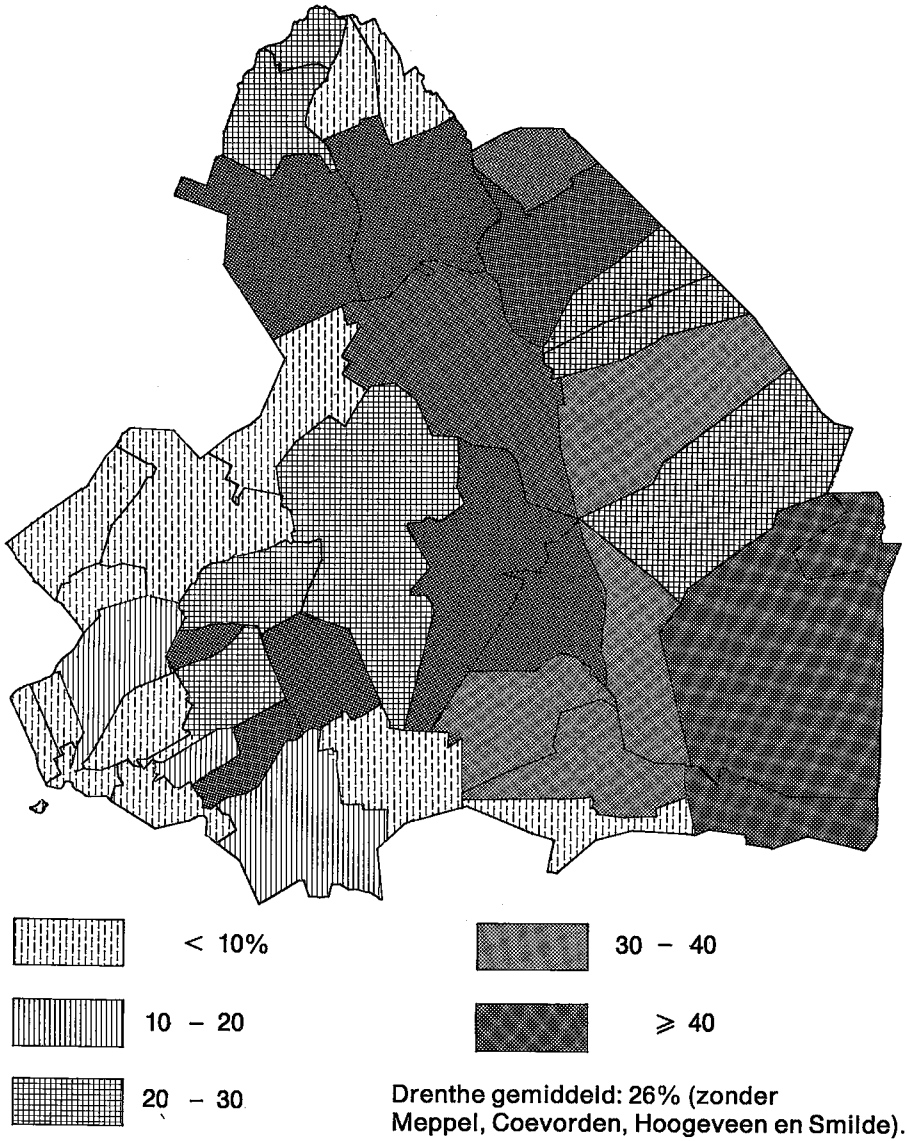 < 10%
10 – 20
20 – 30
30 – 40
⩾ 40
Drenthe gemiddeld: 26% (zonder
Meppel, Coevorden, Hoogeveen en Smilde).